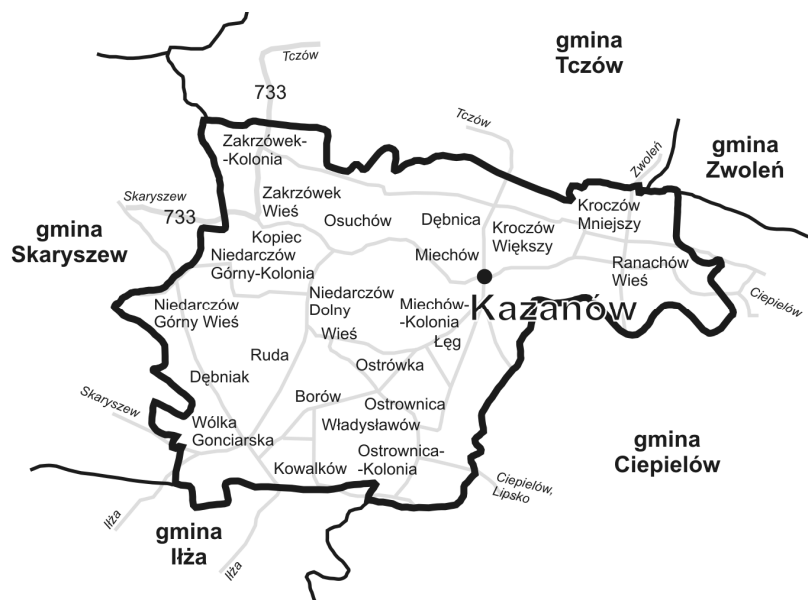 gmina
Tczów
Tczów
733
Tczów
Zakrzówek-
-Kolonia
gmina
Zwoleń
Zwoleń
Skaryszew
733
Zakrzówek
Wieś
Osuchów
Dębnica
Kroczów
Mniejszy
Kroczów
Większy
gmina
Skaryszew
Kopiec
Niedarczów
Górny-Kolonia
Miechów
Ranachów
Wieś
Niedarczów
Górny Wieś
Niedarczów
Dolny
Wieś
Miechów-
-Kolonia
Kazanów
Ciepielów
Łęg
Ruda
Ostrówka
Dębniak
Skaryszew
Borów
Ostrownica
Wólka
Gonciarska
Władysławów
gmina
Ciepielów
Ostrownica-
-Kolonia
Kowalków
Ciepielów,
Lipsko
Iłża
gmina
Iłża
Iłża